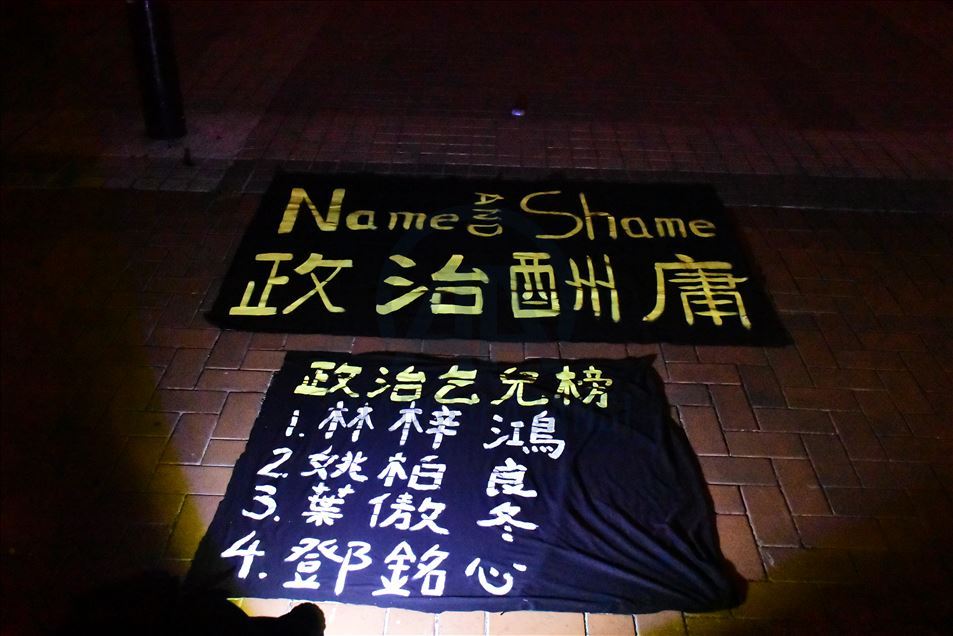 Name AND Shame
政治酬庸
政治乞兒榜
1. 林梓鴻
2. 姚柏良
3. 葉傲冬
4. 鄧銘心